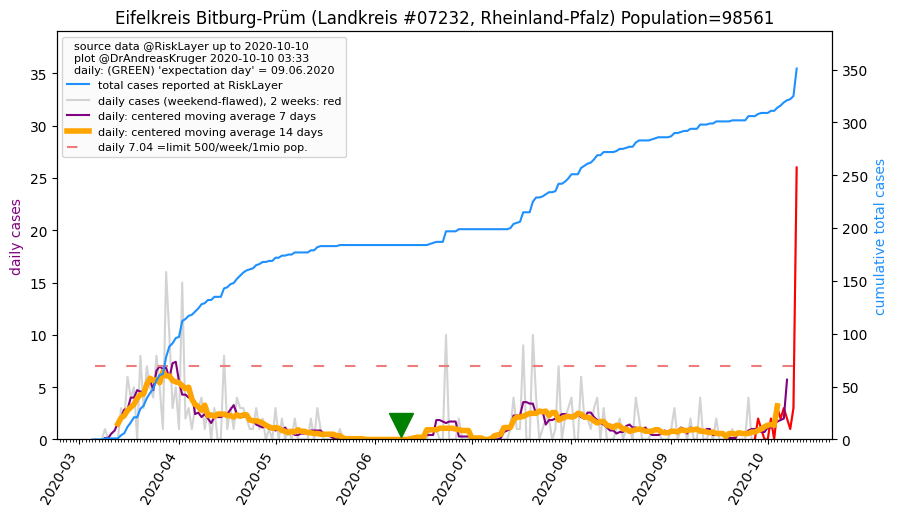 Eifelkreis Bitburg-Prüm (Landkreis #07232, Rheinland-Pfalz) Population=98561
source data @RiskLayer up to 2020-10-10
plot @DrAndreasKruger 2020-10-10 03:33
daily: (GREEN) 'expectation day' = 09.06.2020
total cases reported at RiskLayer
daily cases (weekend-flawed), 2 weeks: red
daily: centered moving average 7 days
daily: centered moving average 14 days
daily 7.04 =limit 500/week/1mio pop.
daily cases
35
30
25
20
15
10
5
0
350
300
250
200
150
100
50
0
cumulative total cases
2020-03
2020-04
2020-05
2020-06
2020-07
2020-08
2020-09
2020-10